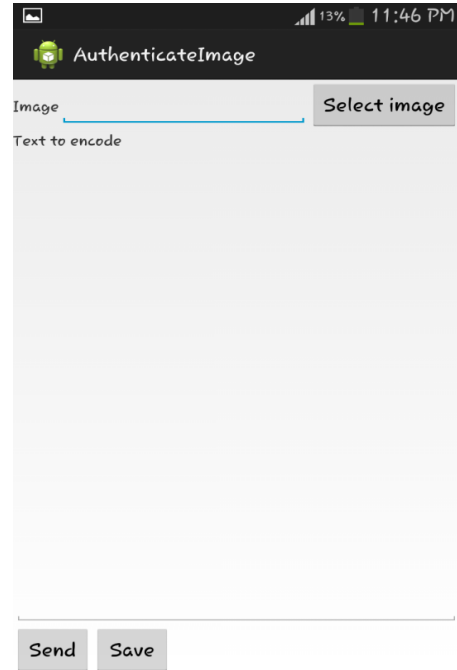 13% 11:46 PM
AuthenticateImage
Image Select image
Text to encode
Send Save